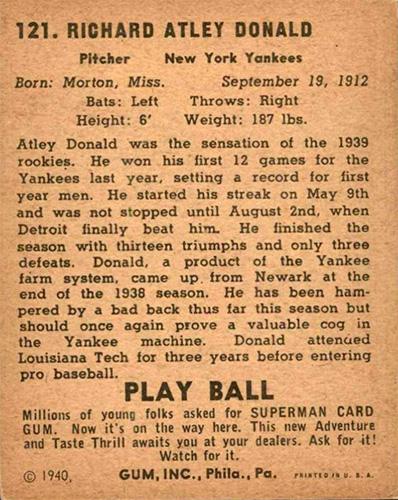 121. RICHARD ATLEY DONALD
Pitcher New York Yankees
Born: Morton, Miss. September 19, 1912
Bats: Left Throws: Right
Height: 6' Weight: 187 lbs.
Atley Donald was the sensation of the 1939
rookies. He won his first 12 games for the
Yankees last year, setting a record for first
year men. He started his streak on May 9th
and was not stopped until August 2nd, when
Detroit finally beat him. He finished the
season with thirteen triumphs and only three
defeats. Donald, a product of the Yankee
farm system, came up from Newark at the
end of the 1938 season. He has been ham-
pered by a bad back thus far this season but
should once again prove a valuable cog in
the Yankee machine. Donald attended
Louisiana Tech for three years before entering
pro baseball.
PLAY BALL
Millions of young folks asked for SUPERMAN CARD
GUM. Now it's on the way here. This new Adventure
and Taste Thrill awaits you at your dealers. Ask for it!
Watch for it.
© 1940, GUM, INC., Phila., Pa. PRINTED IN U. S. A.